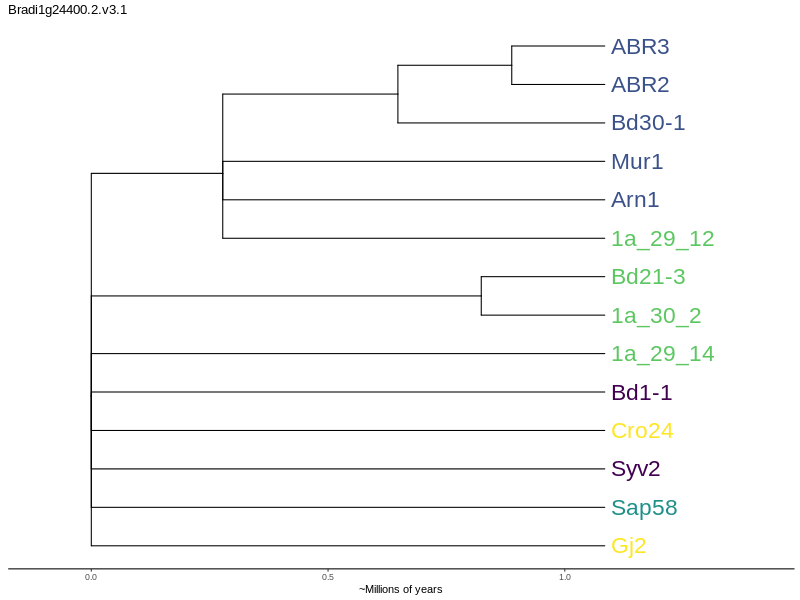 Bradi1g24400.2.v3.1
ABR3
ABR2
Bd30-1
Mur1
Arn1
1a_29_12
Bd21-3
1a_30_2
1a_29_14
Bd1-1
Cro24
Syv2
Sap58
Gj2
0.0 0.5 1.0
~Millions of years